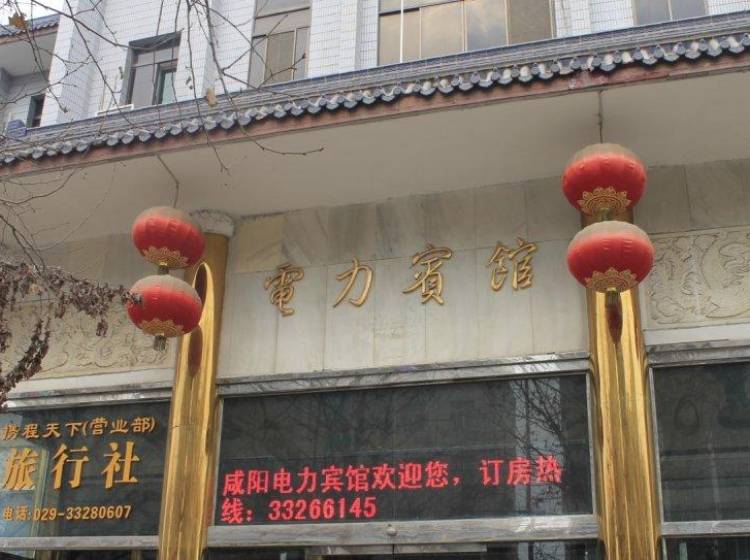 電力賓館
携程天下(营业部)
旅行社
电话:029-33280607
咸阳电力宾馆欢迎您，订房热
线：33266145